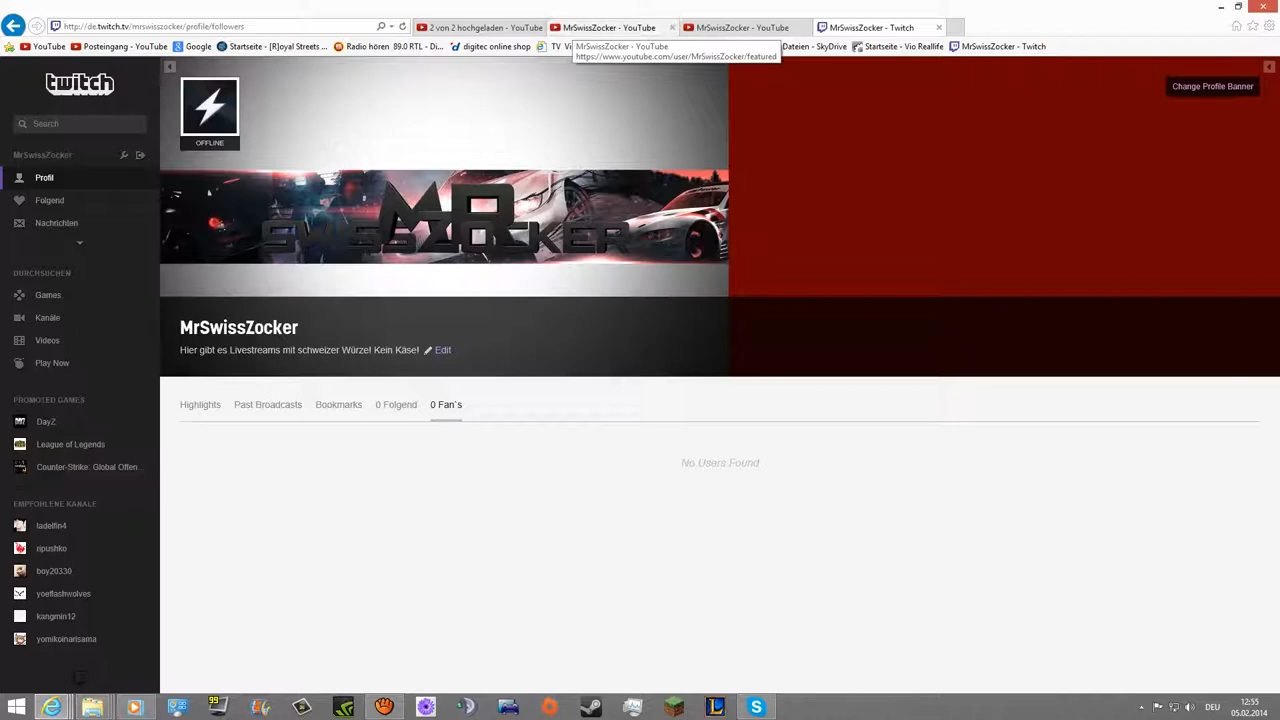 http://de.twitch.tv/mrswisszocker/profile/followers
2 von 2 hochgeladen - YouTube
MrSwissZocker - YouTube
MrSwissZocker - YouTube
MrSwissZocker - Twitch
YouTube
Posteingang - YouTube
Google
Startseite - [R]oyal Streets ...
Radio hören 89.0 RTL - D...
digitec online shop
Dateien - SkyDrive
Startseite - Vio Reallife
MrSwissZocker - Twitch
MrSwissZocker - YouTube
https://www.youtube.com/user/MrSwissZocker/featured
twitch
Search
MrSwissZocker
Profil
Folgend
Nachrichten
DURCHSUCHEN
Games
Kanäle
Videos
Play Now
PROMOTED GAMES
DayZ
League of Legends
Counter-Strike: Global Offen...
EMPFOHLENE KANÄLE
ladelfin4
ripushko
boy20330
yoeflashwolves
kangmin12
yomikoinarisama
OFFLINE
Change Profile Banner
MR
SWISSZOCKER
MrSwissZocker
Hier gibt es Livestreams mit schweizer Würze! Kein Käse!
Edit
Highlights
Past Broadcasts
Bookmarks
0 Folgend
0 Fan`s
No Users Found
99
DEU
12:55
05.02.2014